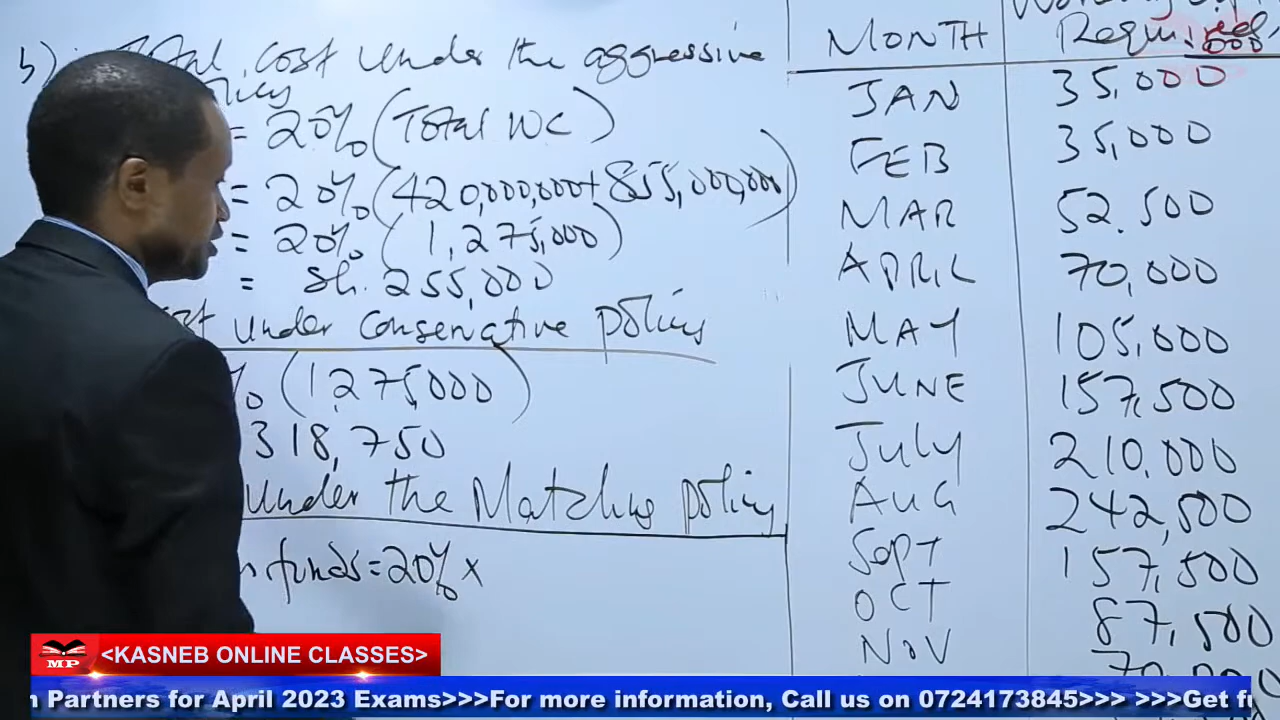 b). Total cost under the aggressive
= 20% (Total WC)
= 20% (420,000,000+855,000,000)
= 20% (1,275,000)
= Sh. 255,000
under conservative policy
% (1,275,000)
318,750
under the Matching policy
funds = 20% x
MONTH Required
000
JAN 35,000
FEB 35,000
MAR 52.500
APRIL 70,000
MAY 105,000
JUNE 157,500
July 210,000
AUG 242,500
SepT 157,500
OCT 87,500
NOV
MP <KASNEB ONLINE CLASSES>
Partners for April 2023 Exams>>>For more information, Call us on 0724173845>>> >>>Get